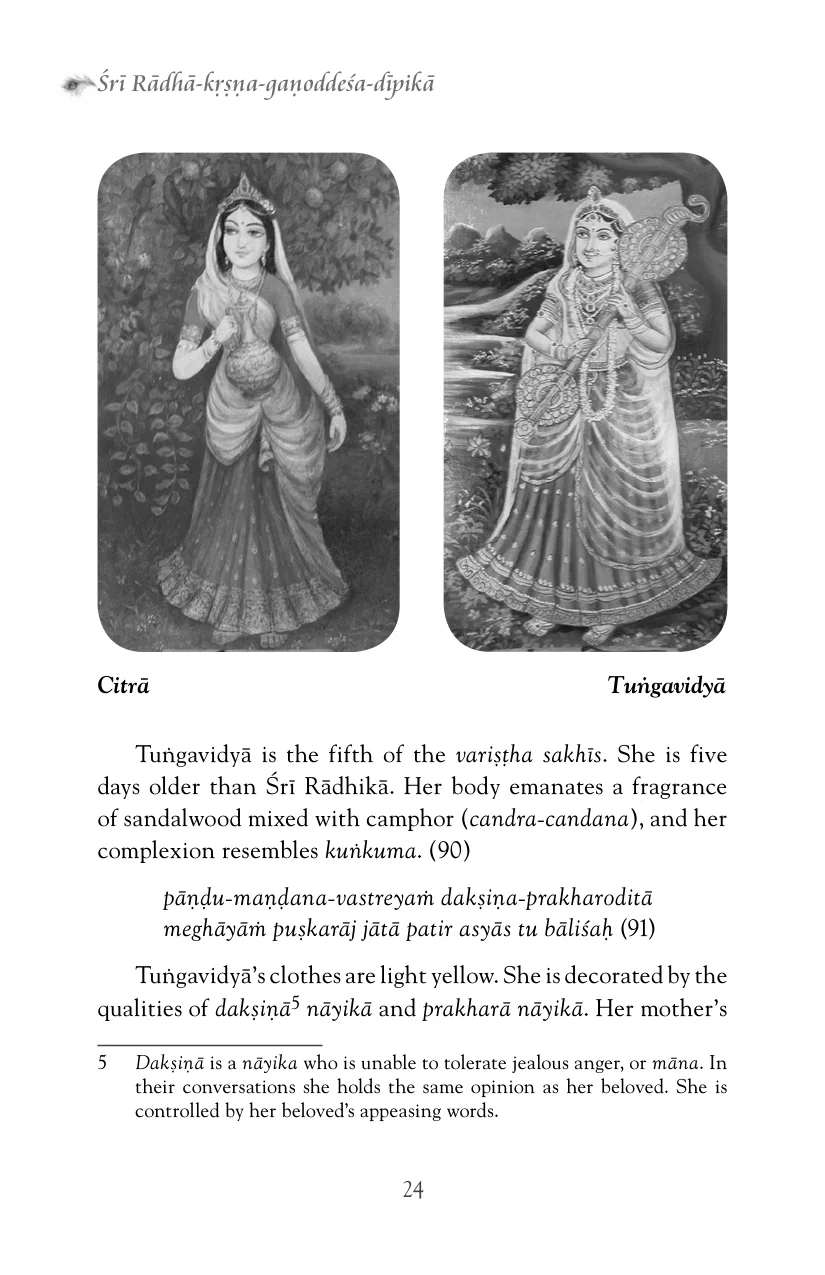 Śrī Rādhā-kṛṣṇa-gaṇoddeśa-dīpikā
Citrā
Tuṅgavidyā
Tuṅgavidyā is the fifth of the variṣṭha sakhīs. She is five
days older than Śrī Rādhikā. Her body emanates a fragrance
of sandalwood mixed with camphor (candra-candana), and her
complexion resembles kuṅkuma. (90)
pāṇḍu-maṇḍana-vastreyaṁ dakṣiṇa-prakharoditā
meghāyāṁ puṣkarāj jātā patir asyās tu bāliśaḥ (91)
Tuṅgavidyā’s clothes are light yellow. She is decorated by the
qualities of dakṣiṇā5 nāyikā and prakharā nāyikā. Her mother’s
5 Dakṣiṇā is a nāyika who is unable to tolerate jealous anger, or māna. In
their conversations she holds the same opinion as her beloved. She is
controlled by her beloved’s appeasing words.
24